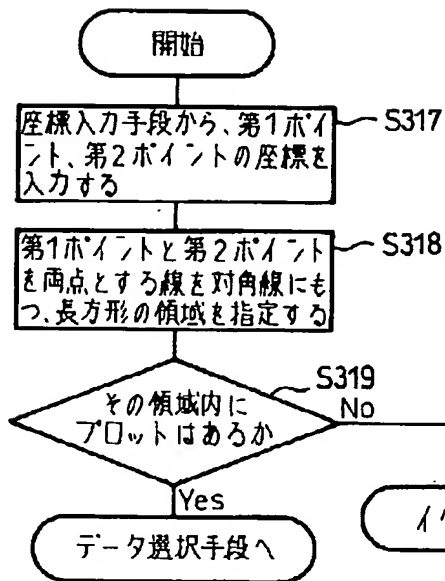 開始
座標入力手段から、第1ポイ
ント、第2ポイントの座標を
入力する
S317
第1ポイントと第2ポイント
を両点とする線を対角線にも
つ、長方形の領域を指定する
S318
S319
その領域内に
プロットはあるか
No
Yes
データ選択手段へ